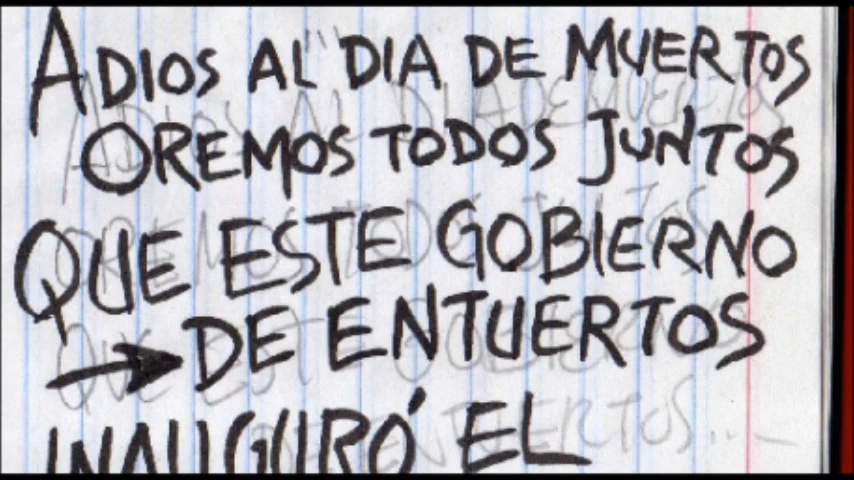 ADIOS AL DIA DE MUERTOS
OREMOS TODOS JUNTOS
QUE ESTE GOBIERNO
→ DE ENTUERTOS
INAUGURÓ EL